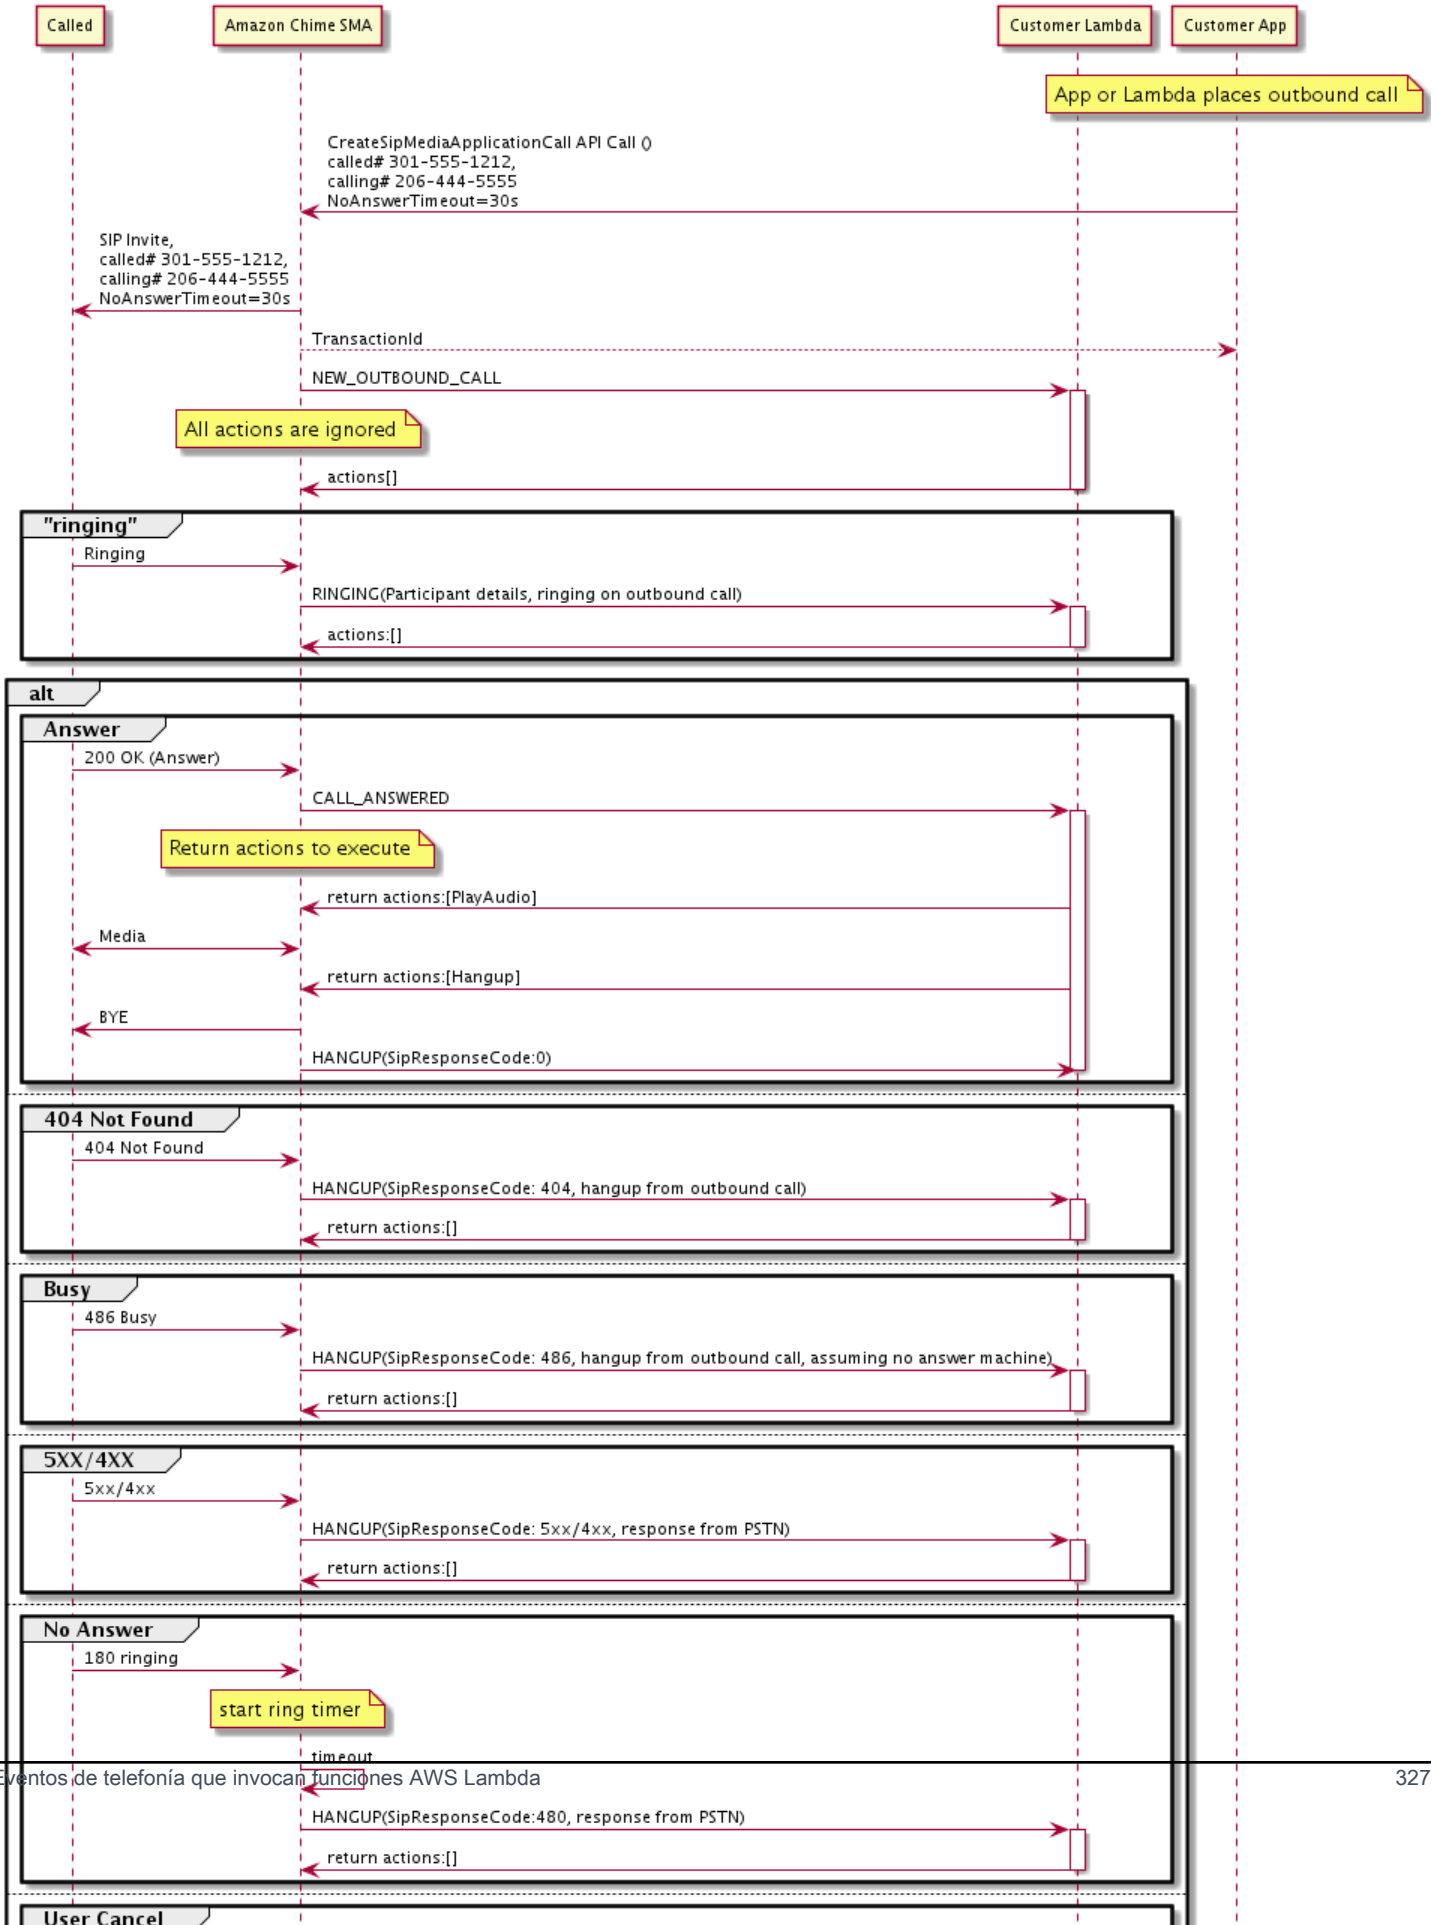 Called
Amazon Chime SMA
Customer Lambda
Customer App
App or Lambda places outbound call
CreateSipMediaApplicationCall API Call ()
called# 301-555-1212,
calling# 206-444-5555
NoAnswerTimeout=30s
SIP Invite,
called# 301-555-1212,
calling# 206-444-5555
NoAnswerTimeout=30s
TransactionId
NEW_OUTBOUND_CALL
All actions are ignored
actions[]
"ringing"
Ringing
RINGING(Participant details, ringing on outbound call)
actions:[]
alt
Answer
200 OK (Answer)
CALL_ANSWERED
Return actions to execute
return actions:[PlayAudio]
Media
return actions:[Hangup]
BYE
HANGUP(SipResponseCode:0)
404 Not Found
404 Not Found
HANGUP(SipResponseCode: 404, hangup from outbound call)
return actions:[]
Busy
486 Busy
HANGUP(SipResponseCode: 486, hangup from outbound call, assuming no answer machine)
return actions:[]
5XX/4XX
5xx/4xx
HANGUP(SipResponseCode: 5xx/4xx, response from PSTN)
return actions:[]
No Answer
180 ringing
start ring timer
timeout
Eventos de telefonía que invocan funciones AWS Lambda
327
HANGUP(SipResponseCode:480, response from PSTN)
return actions:[]
User Cancel